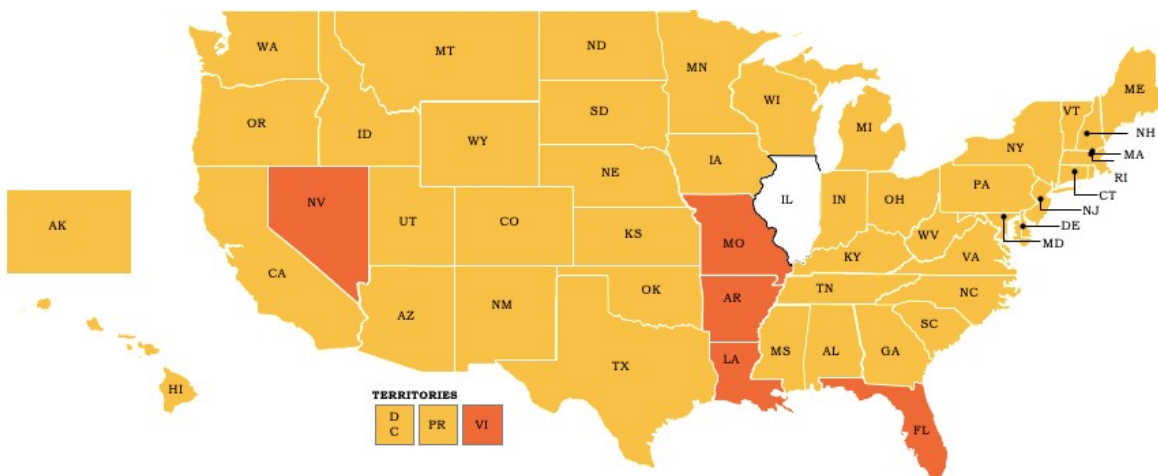 WA
MT
ND
MN
ME
VT
NH
OR
ID
WY
SD
WI
MI
NY
MA
RI
CT
NV
UT
CO
NE
IA
IL
IN
OH
PA
NJ
DE
MD
AK
CA
KS
MO
KY
WV
VA
AZ
NM
OK
AR
TN
NC
SC
HI
TX
LA
MS
AL
GA
FL
TERRITORIES
D
C
PR
VI